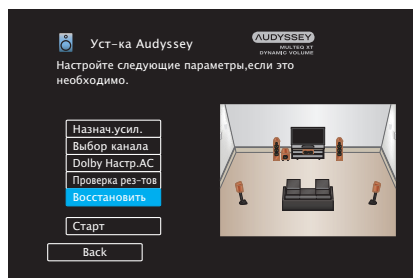 Уст-ка Audyssey
AUDYSSEY
MULTEQ XT
DYNAMIC VOLUME
Настройте следующие параметры,если это
необходимо.
Назнач.усил.
Выбор канала
Dolby Настр.АС
Проверка рез-тов
Восстановить
Старт
Back